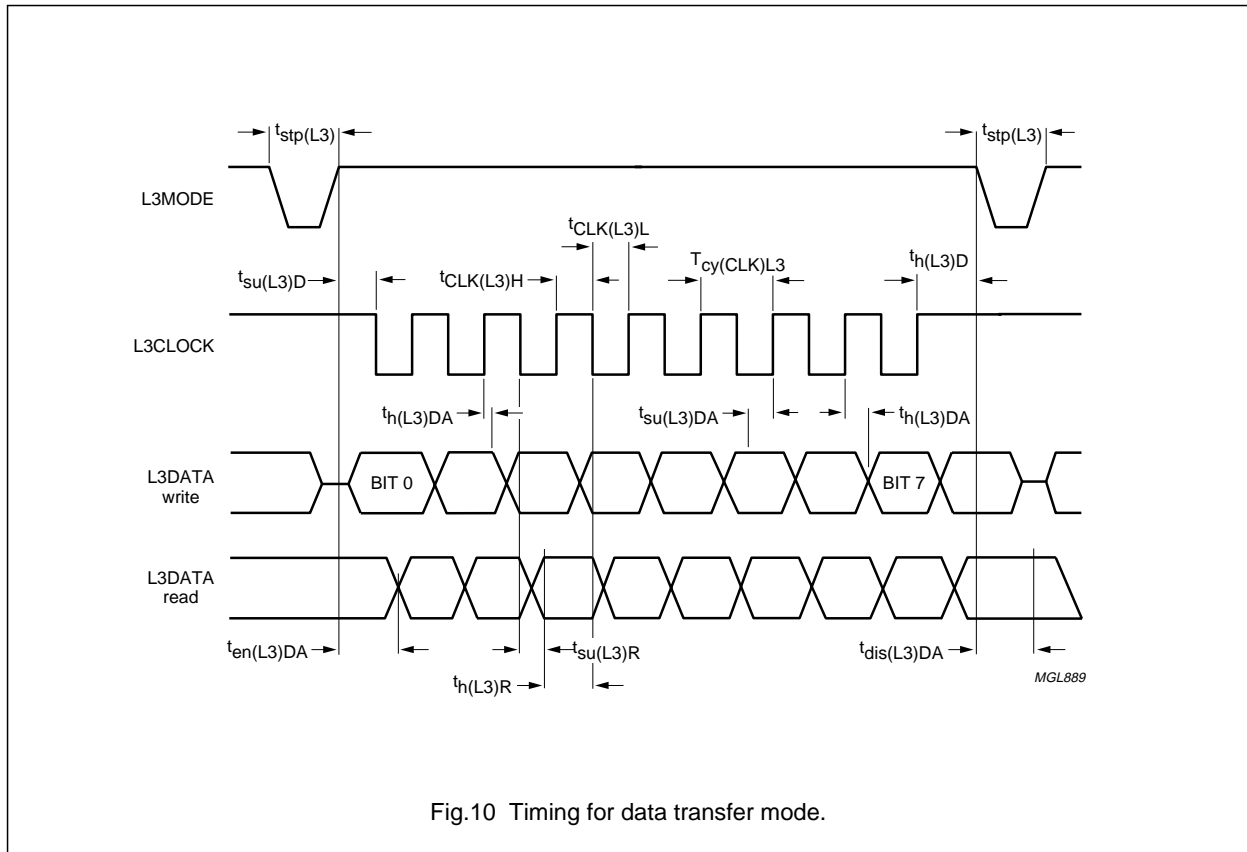 tstp(L3) tstp(L3)
L3MODE
tCLK(L3)L
tsu(L3)D tCLK(L3)H Tcy(CLK)L3 th(L3)D
L3CLOCK
th(L3)DA tsu(L3)DA th(L3)DA
L3DATA
write
BIT 0 BIT 7
L3DATA
read
ten(L3)DA tsu(L3)R tdis(L3)DA
th(L3)R
MGL889
Fig.10 Timing for data transfer mode.